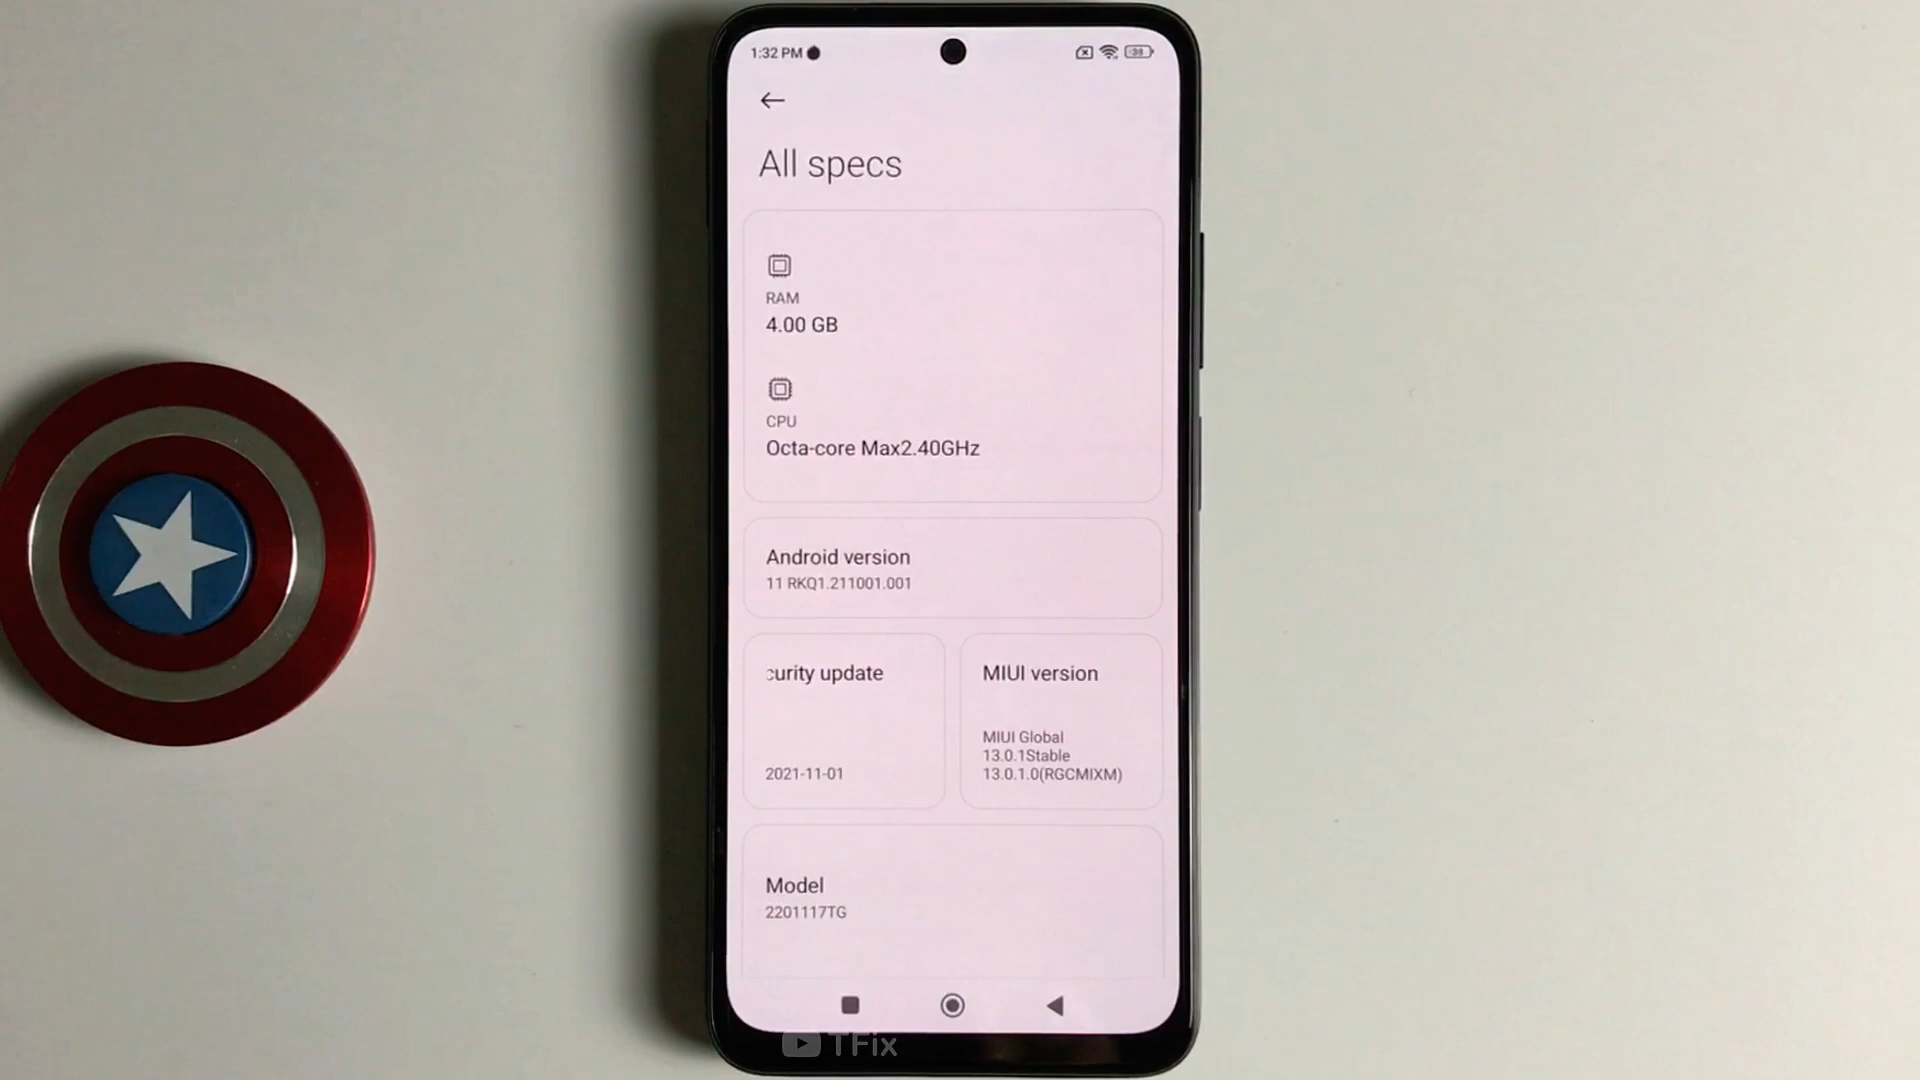 1:32 PM
38
All specs
RAM
4.00 GB
CPU
Octa-core Max2.40GHz
Android version
11 RKQ1.211001.001
curity update
2021-11-01
MIUI version
MIUI Global
13.0.1Stable
13.0.1.0(RGCMIXM)
Model
2201117TG
TFix